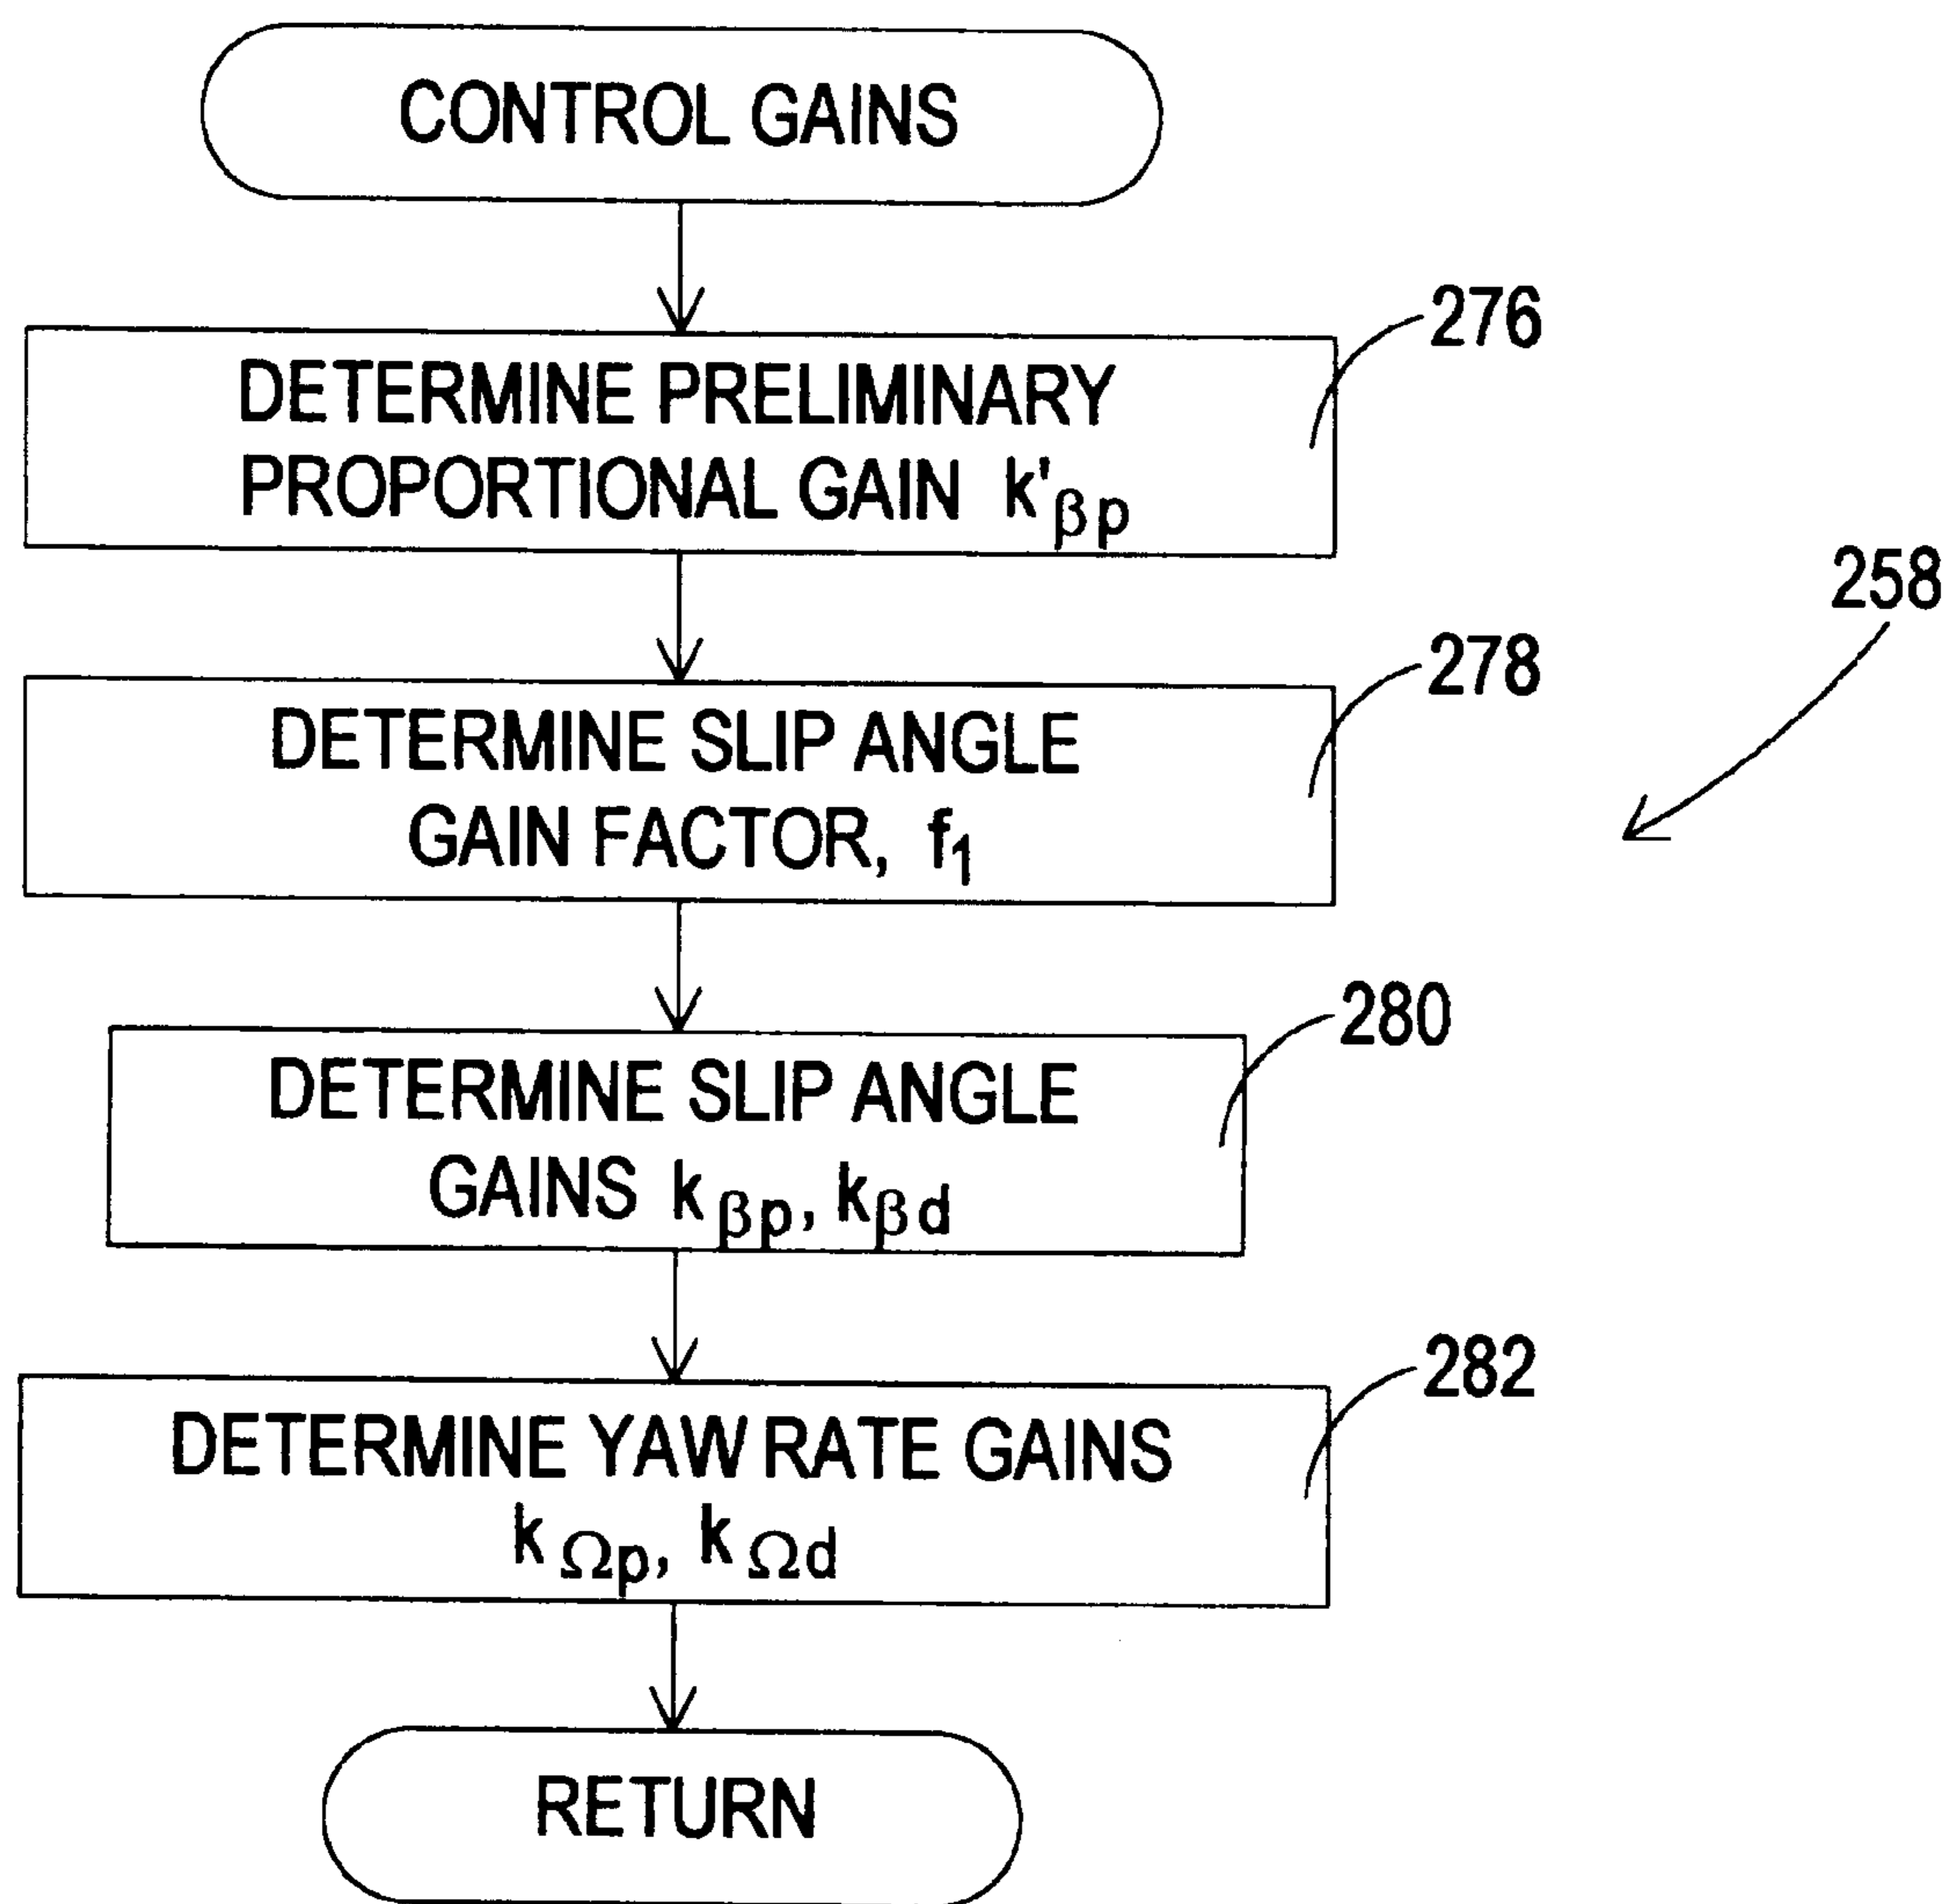 CONTROL GAINS
276
DETERMINE PRELIMINARY
PROPORTIONAL GAIN k'βp
258
278
DETERMINE SLIP ANGLE
GAIN FACTOR, f1
280
DETERMINE SLIP ANGLE
GAINS kβp, kβd
282
DETERMINE YAW RATE GAINS
kΩp, kΩd
RETURN